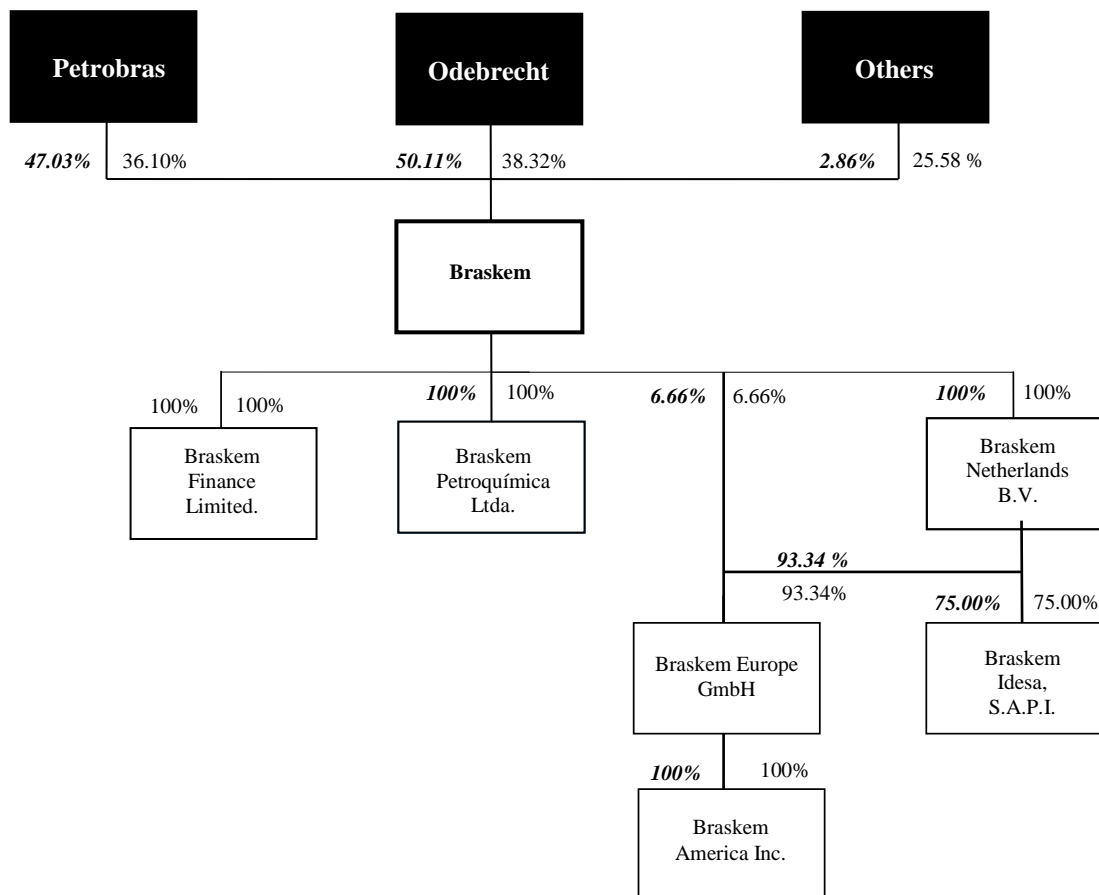 Petrobras
Odebrecht
Others
47.03% 36.10%
50.11% 38.32%
2.86% 25.58 %
Braskem
100% 100%
100% 100%
6.66% 6.66%
100% 100%
Braskem
Finance
Limited.
Braskem
Petroquímica
Ltda.
Braskem
Netherlands
B.V.
93.34 %
93.34%
75.00% 75.00%
Braskem Europe
GmbH
Braskem
Idesa,
S.A.P.I.
100% 100%
Braskem
America Inc.